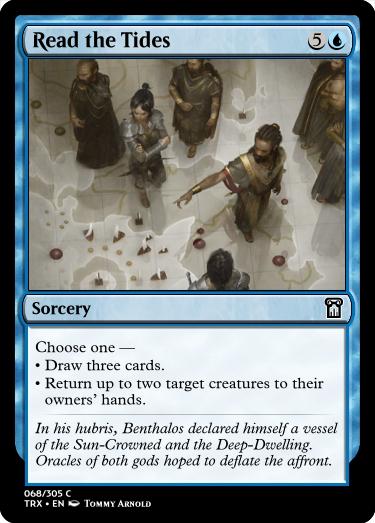 Read the Tides 5
Sorcery
Choose one —
• Draw three cards.
• Return up to two target creatures to their
owners' hands.
In his hubris, Benthalos declared himself a vessel
of the Sun-Crowned and the Deep-Dwelling.
Oracles of both gods hoped to deflate the affront.
068/305 C
TRX • EN Tommy Arnold